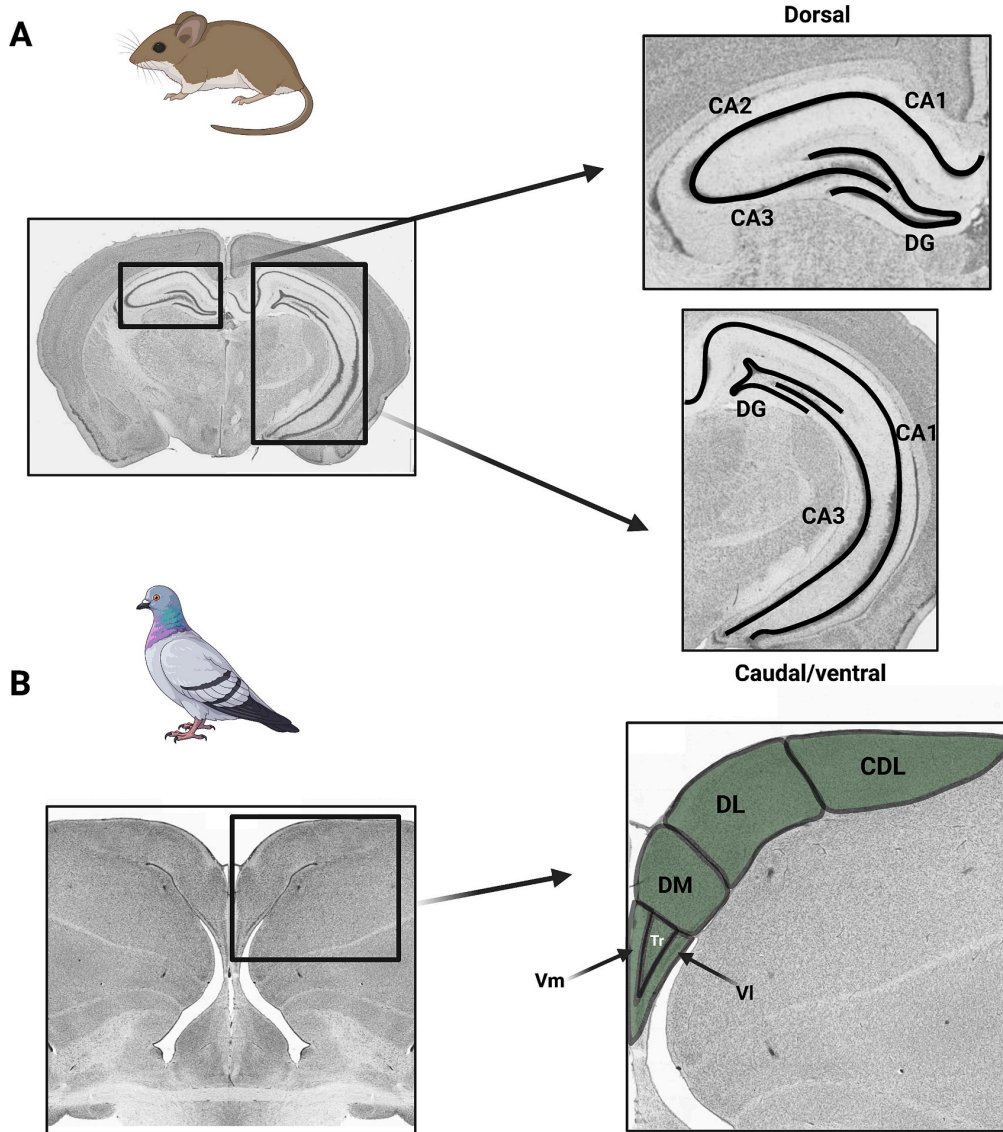 A
Dorsal
CA2
CA1
CA3
DG
DG
CA1
CA3
Caudal/ventral
B
CDL
DL
DM
Tr
Vm
Vl